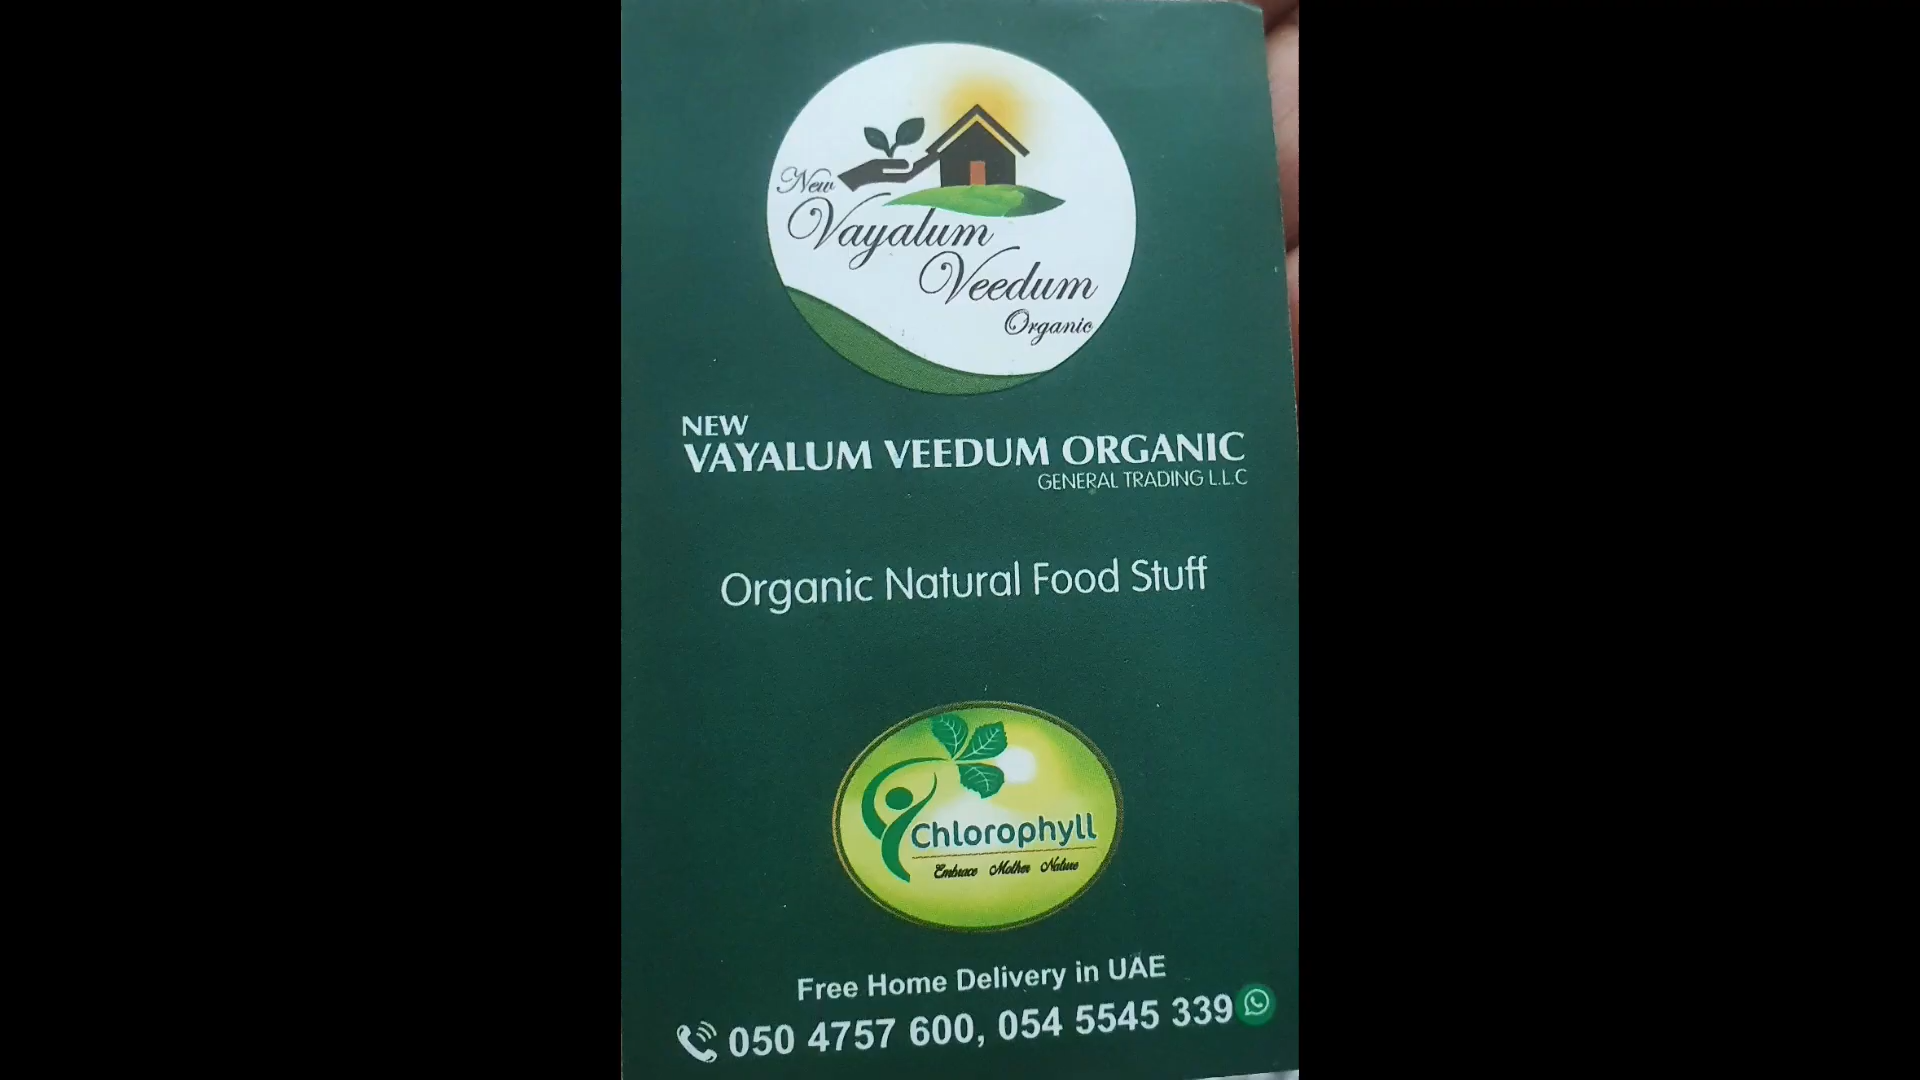 New
Vayalum
Veedum
Organic
NEW
VAYALUM VEEDUM ORGANIC
GENERAL TRADING L.L.C
Organic Natural Food Stuff
Chlorophyll
Embrace Mother Nature
Free Home Delivery in UAE
050 4757 600, 054 5545 339